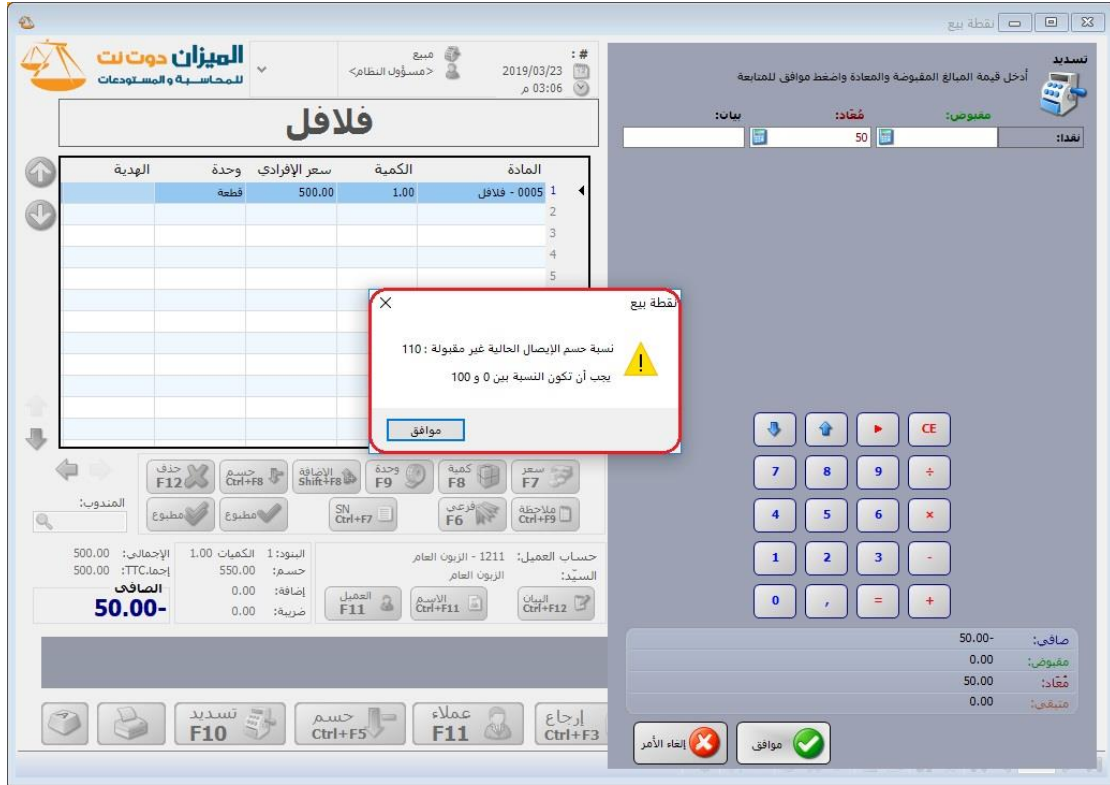 نقطة بيع
تسديد
أدخل قيمة المبالغ المقبوضة والمعادة واضغط موافق للمتابعة
مقبوض:
مُعَاد:
بيان:
نقدا:
50
الميزان دوت نت
للمحاسبة والمستودعات
# :
مبيع
2019/03/23
<مسؤول النظام>
03:06 م
فلافل
المادة
الكمية
سعر الإفرادي
وحدة
الهدية
1
0005 - فلافل
1.00
500.00
قطعة
2
3
4
5
نقطة بيع
نسبة حسم الإيصال الحالية غير مقبولة : 110
يجب أن تكون النسبة بين 0 و 100
موافق
CE
7 8 9 ÷
4 5 6 ×
1 2 3 -
0 , = +
سعر F7
كمية F8
وحدة F9
الإضافة Shift+F8
حسم Ctrl+F8
حذف F12
ملاحظة Ctrl+F9
فرعي F6
SN Ctrl+F7
مطبوع
مطبوع
المندوب:
حساب العميل: 1211 - الزبون العام
السيّد: الزبون العام
البيان Ctrl+F12
الاسم Ctrl+F11
العميل F11
البنود: 1
الكميات 1.00
حسم: 550.00
إضافة: 0.00
ضريبة: 0.00
الإجمالي: 500.00
إجما.TTC: 500.00
الصافي
-50.00
صافي: -50.00
مقبوض: 0.00
مُعَاد: 50.00
متبقي: 0.00
إرجاع Ctrl+F3
عملاء F11
حسم Ctrl+F5
تسديد F10
موافق
إلغاء الأمر